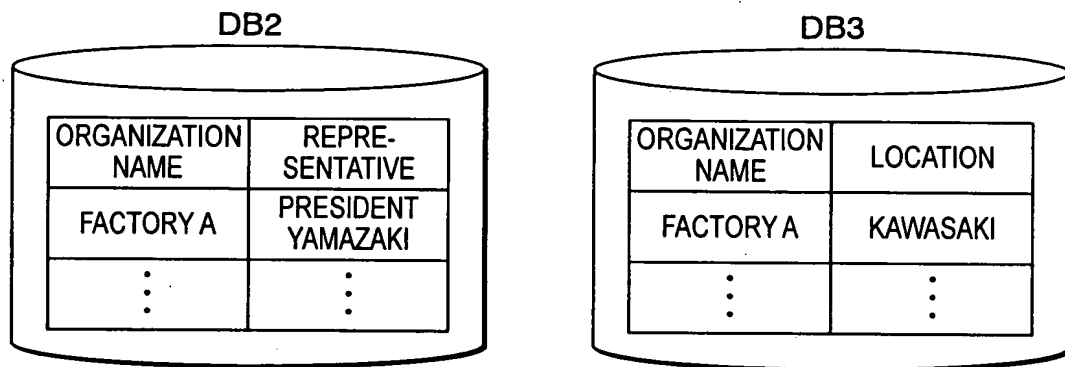 DB2
ORGANIZATION
NAME
REPRE-
SENTATIVE
FACTORY A
PRESIDENT
YAMAZAKI
DB3
ORGANIZATION
NAME
LOCATION
FACTORY A
KAWASAKI